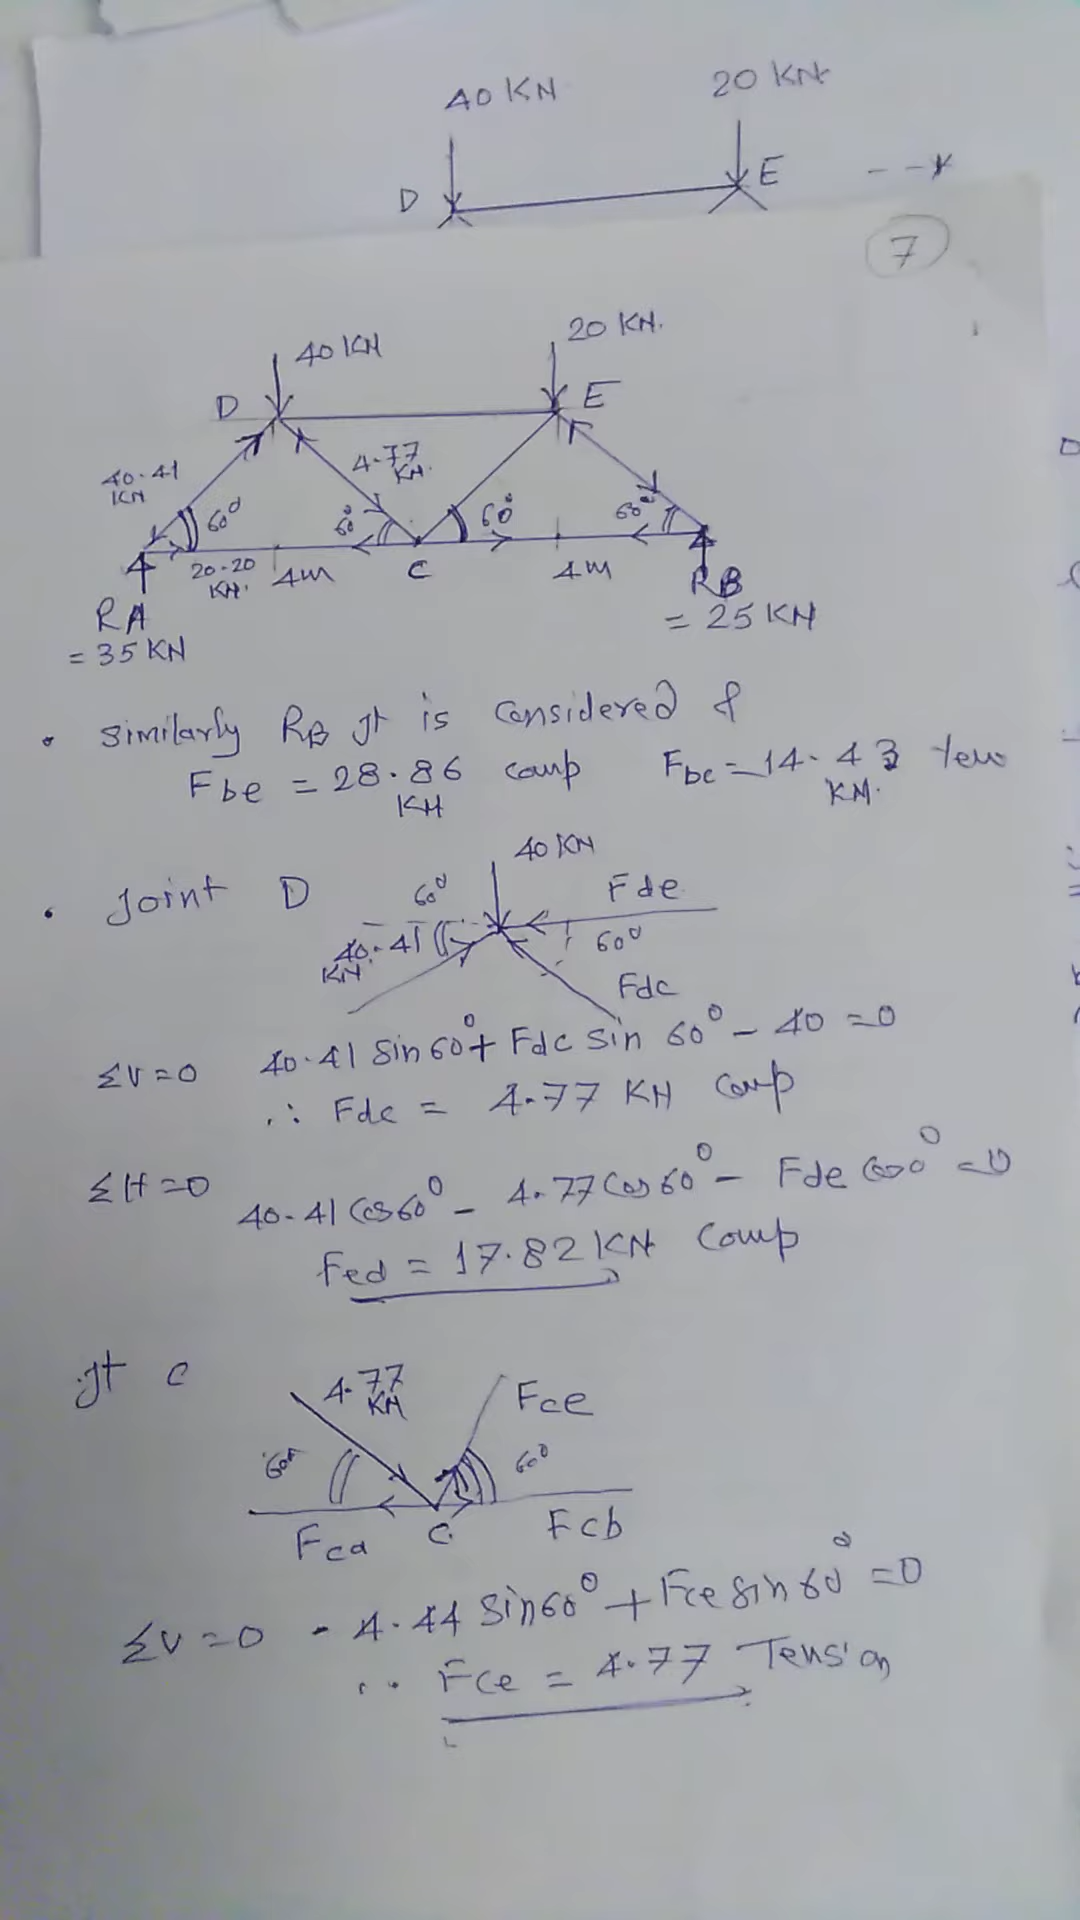 40 KN
20 KN
D
E
7
40 KN
20 KN.
D
E
40.41 KN
4.77 KN.
60°
60°
60°
60°
20.20 KN.
4m
C
4m
RA = 35 KN
RB = 25 KN
• Similarly RB Jt is Considered &
Fbe = 28.86 KN comp Fbc = 14.43 KN. tens
• Joint D
40 KN
60°
Fde
40.41 KN
60°
Fdc
ΣV=0 40.41 Sin 60° + Fdc Sin 60° - 40 = 0
∴ Fdc = 4.77 KN Comp
ΣH=0 40.41 Cos 60° - 4.77 Cos 60° - Fde Cos 0° = 0
Fed = 17.82 KN Comp
Jt C
4.77 KN
Fce
60°
60°
Fca
C
Fcb
ΣV=0 - 4.44 Sin 60° + Fce Sin 60° = 0
∴ Fce = 4.77 Tension